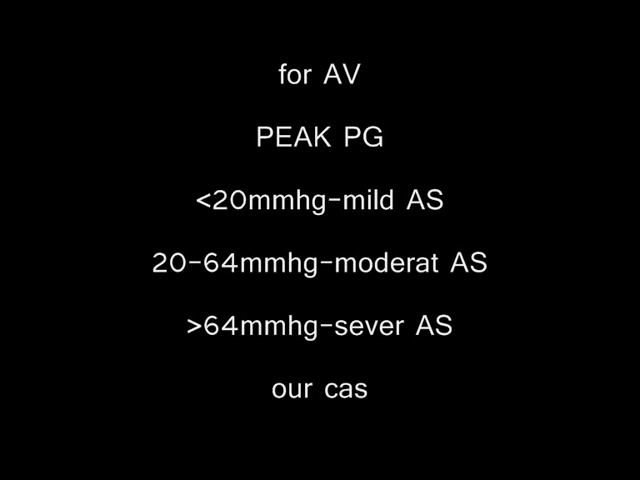 for AV
PEAK PG
<20mmhg-mild AS
20-64mmhg-moderat AS
>64mmhg-sever AS
our cas